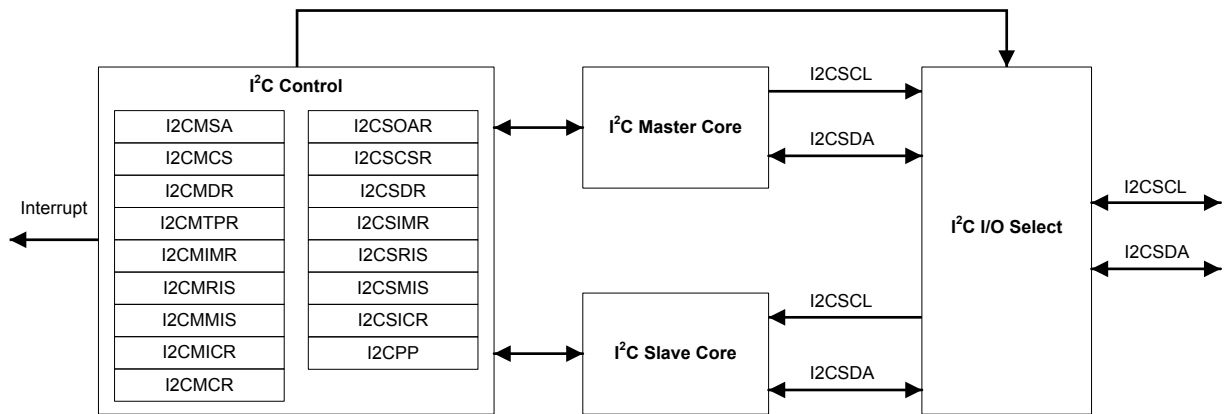 I²C Control
I2CMSA
I2CMCS
I2CMDR
I2CMTPR
I2CMIMR
I2CMRIS
I2CMMIS
I2CMICR
I2CMCR
I2CSOAR
I2CSCSR
I2CSDR
I2CSIMR
I2CSRIS
I2CSMIS
I2CSICR
I2CPP
Interrupt
I²C Master Core
I2CSCL
I2CSDA
I²C Slave Core
I2CSCL
I2CSDA
I²C I/O Select
I2CSCL
I2CSDA